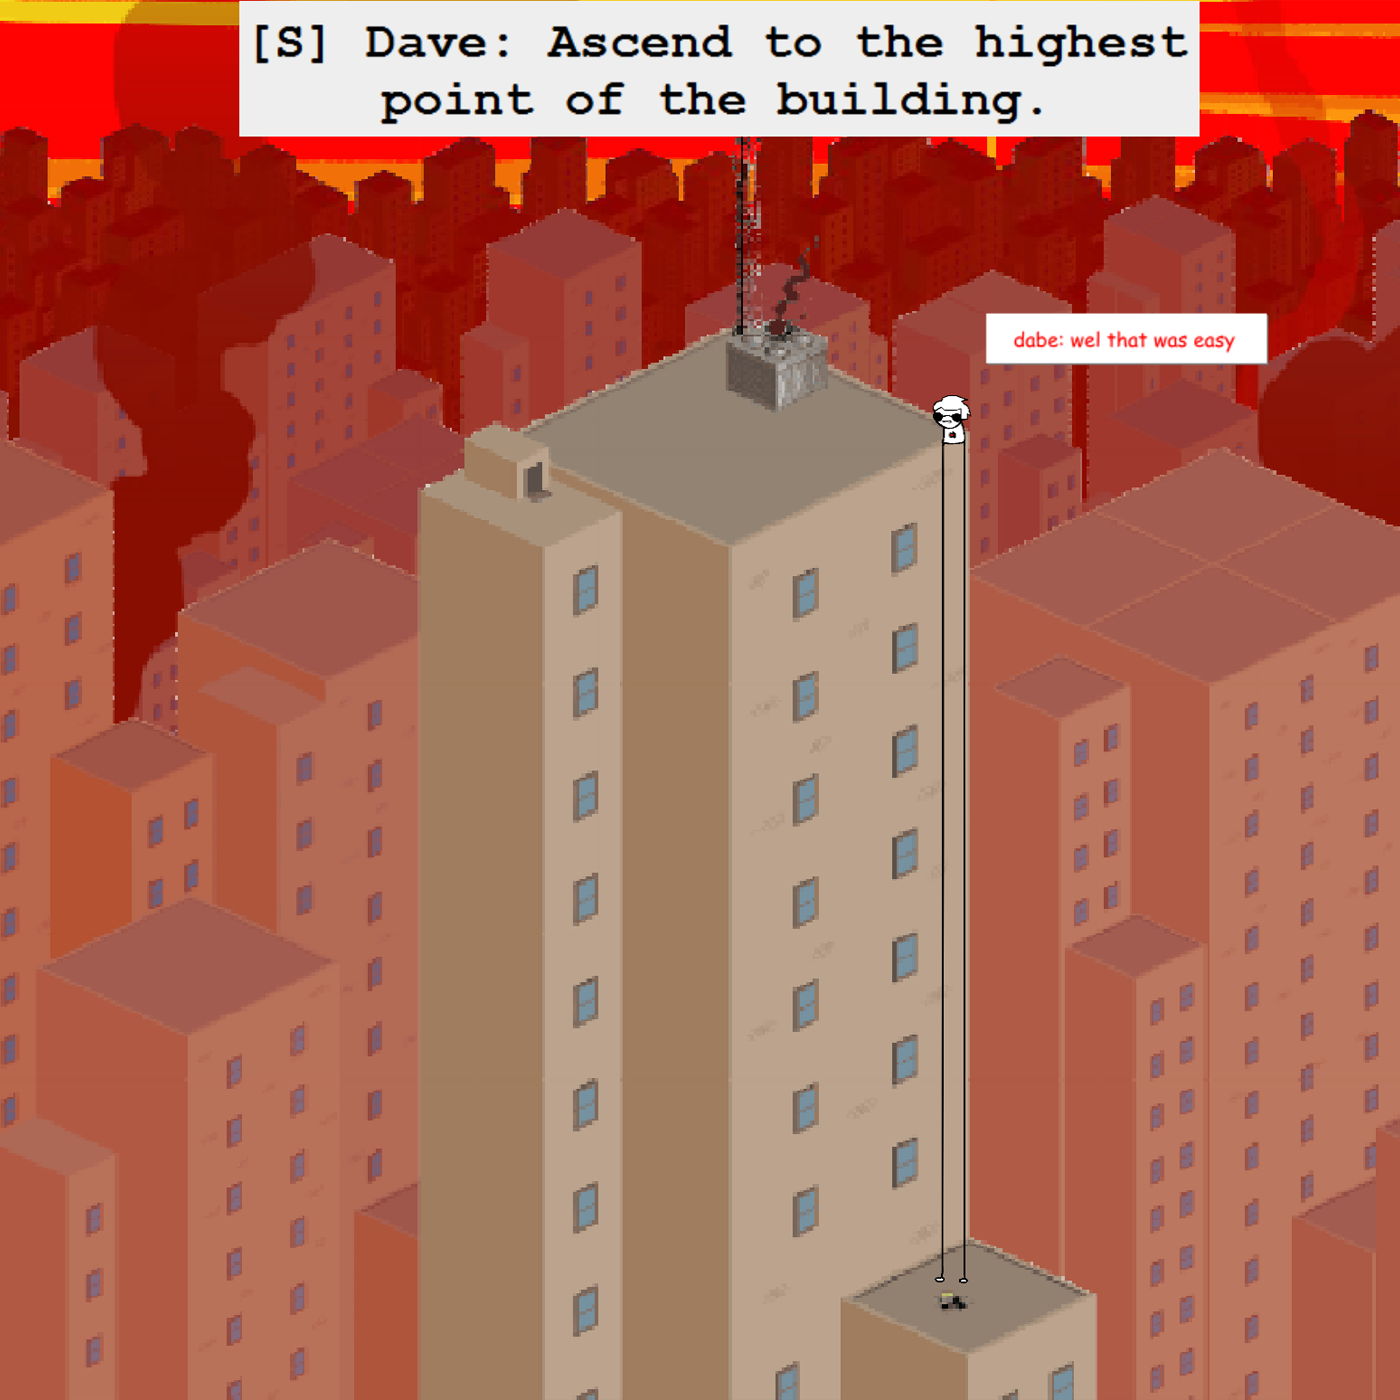 [S] Dave: Ascend to the highest
point of the building.
dabe: wel that was easy